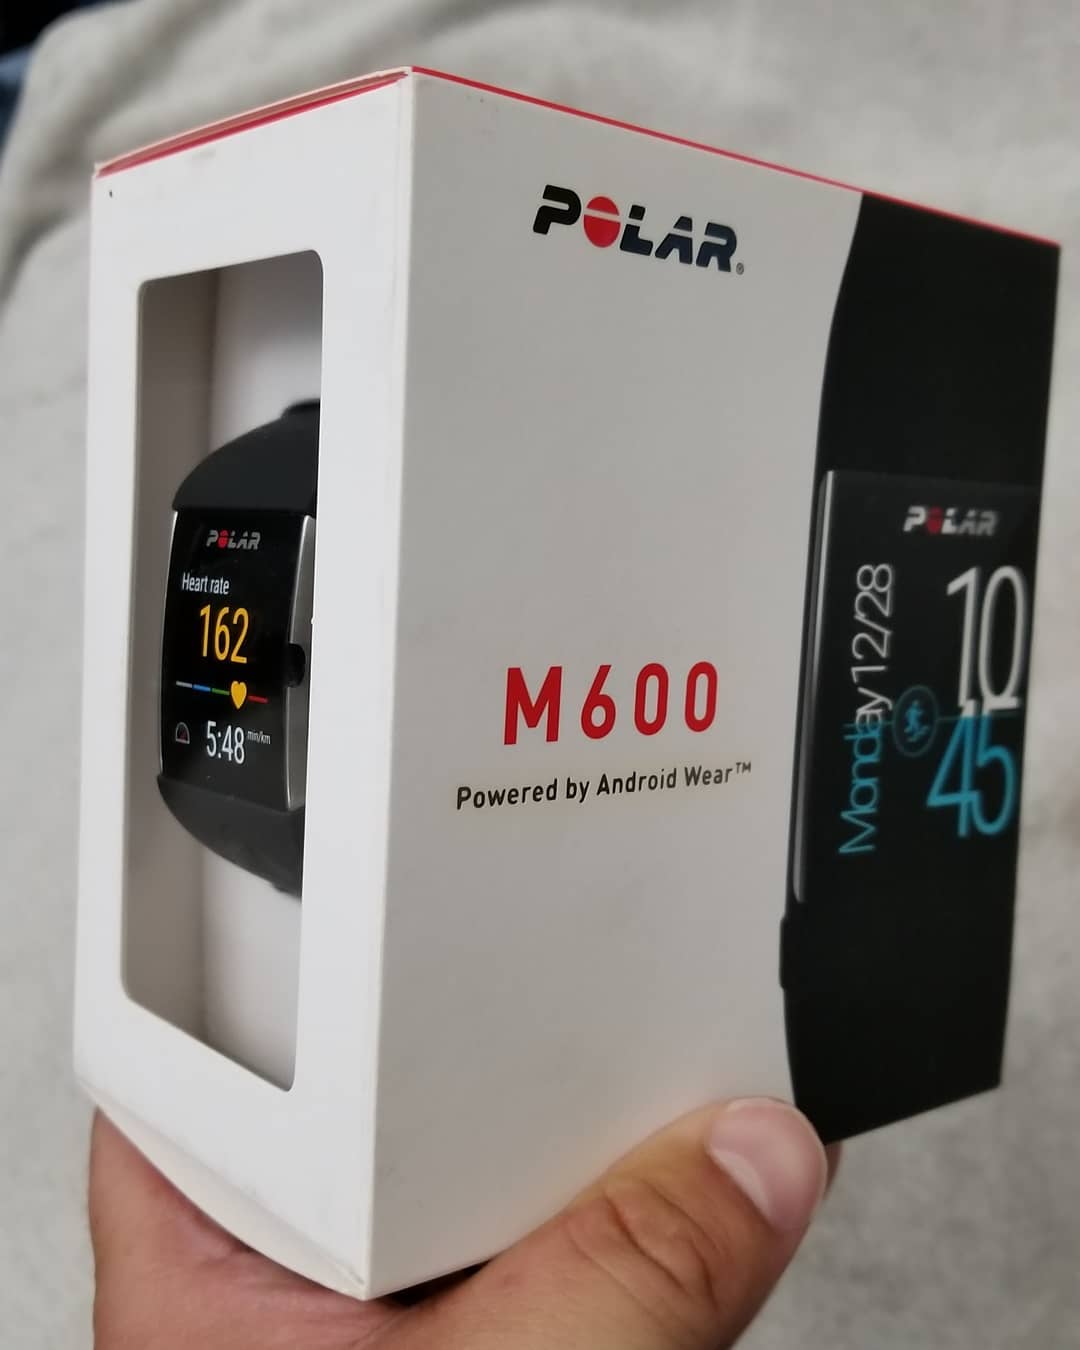 POLAR
Heart rate
162
5:48 min/km
POLAR®
M600
Powered by Android Wear™
POLAR
Monday 12/28
10
45